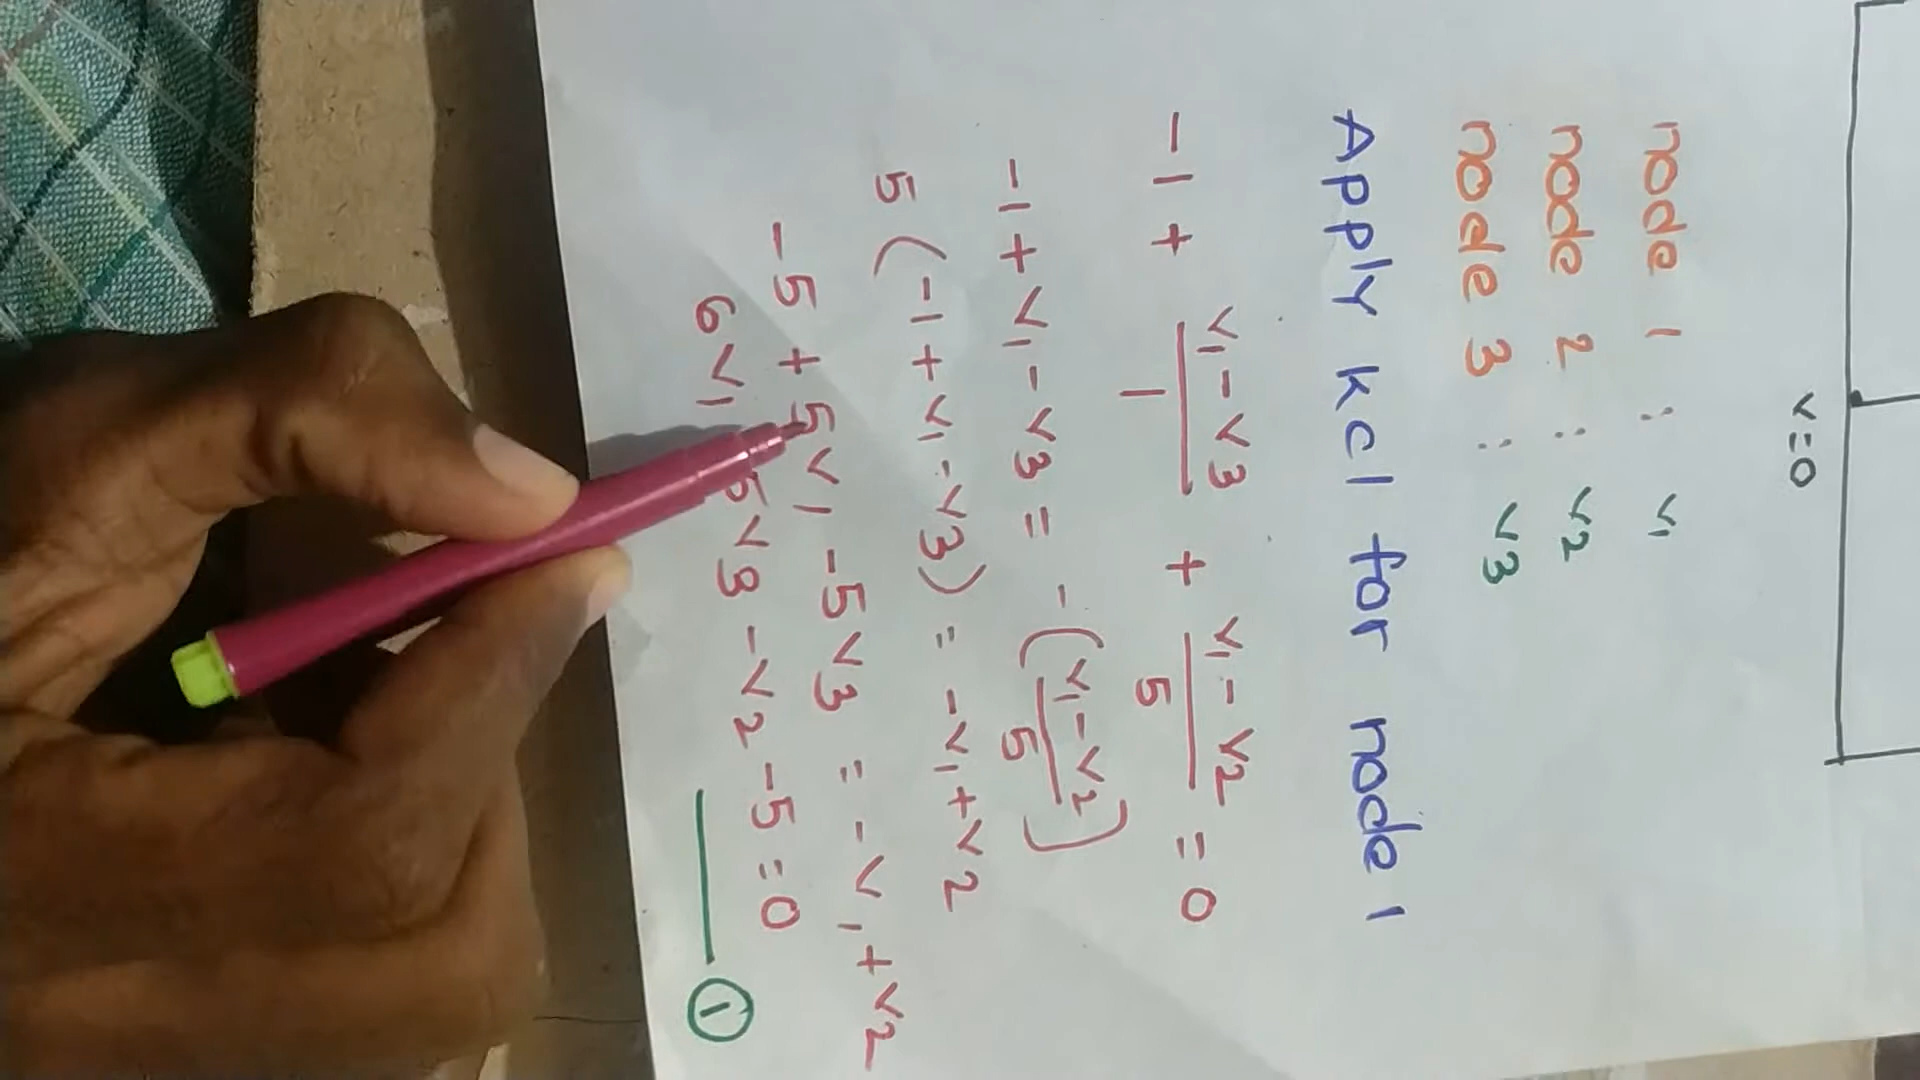 V=0
node 1 : V1
node 2 : V2
node 3 : V3
Apply kcl for node 1
-1 + V1-V3/1 + V1-V2/5 = 0
-1 + V1 - V3 = -(V1-V2/5)
5(-1+V1-V3) = -V1+V2
-5 + 5V1 -5V3 = -V1+V2
6V1 5V3 -V2 -5 =0
①